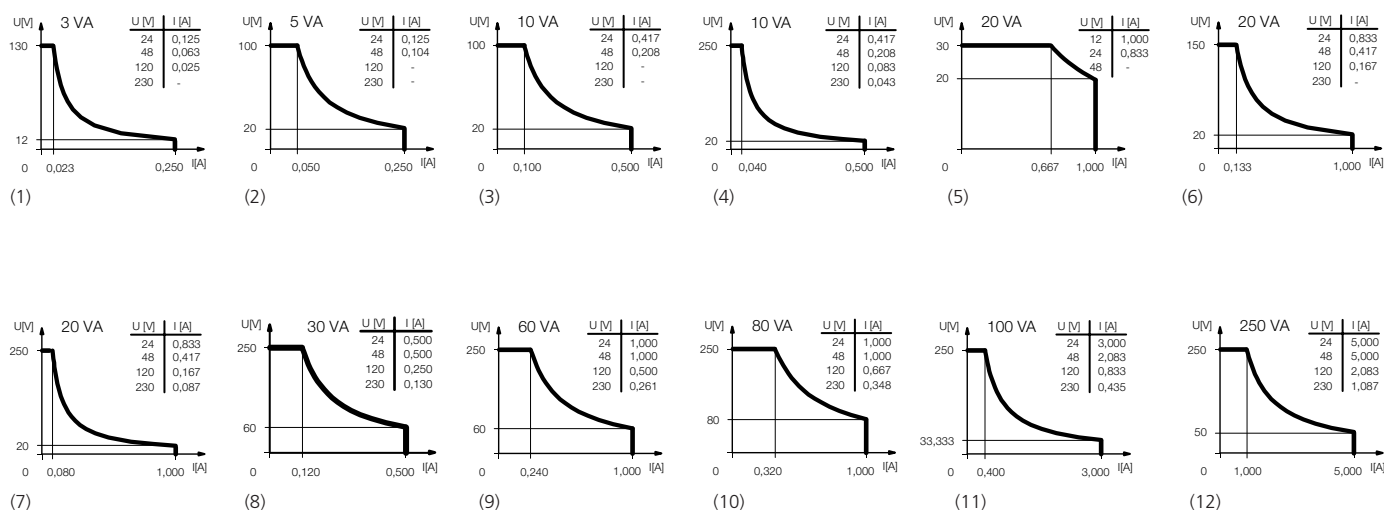 U[V] 3 VA
U [V] I [A]
24 0,125
48 0,063
120 0,025
230 -
130
12
0 0,023 0,250 I[A]
(1)
U[V] 5 VA
U [V] I [A]
24 0,125
48 0,104
120 -
230 -
100
20
0 0,050 0,250 I[A]
(2)
U[V] 10 VA
U [V] I [A]
24 0,417
48 0,208
120 -
230 -
100
20
0 0,100 0,500 I[A]
(3)
U[V] 10 VA
U [V] I [A]
24 0,417
48 0,208
120 0,083
230 0,043
250
20
0 0,040 0,500 I[A]
(4)
U[V] 20 VA
U [V] I [A]
12 1,000
24 0,833
48 -
30
20
0 0,667 1,000 I[A]
(5)
U[V] 20 VA
U [V] I [A]
24 0,833
48 0,417
120 0,167
230 -
150
20
0 0,133 1,000 I[A]
(6)
U[V] 20 VA
U [V] I [A]
24 0,833
48 0,417
120 0,167
230 0,087
250
20
0 0,080 1,000 I[A]
(7)
U[V] 30 VA
U [V] I [A]
24 0,500
48 0,500
120 0,250
230 0,130
250
60
0 0,120 0,500 I[A]
(8)
U[V] 60 VA
U [V] I [A]
24 1,000
48 1,000
120 0,500
230 0,261
250
60
0 0,240 1,000 I[A]
(9)
U[V] 80 VA
U [V] I [A]
24 1,000
48 1,000
120 0,667
230 0,348
250
80
0 0,320 1,000 I[A]
(10)
U[V] 100 VA
U [V] I [A]
24 3,000
48 2,083
120 0,833
230 0,435
250
33,333
0 0,400 3,000 I[A]
(11)
U[V] 250 VA
U [V] I [A]
24 5,000
48 5,000
120 2,083
230 1,087
250
50
0 1,000 5,000 I[A]
(12)